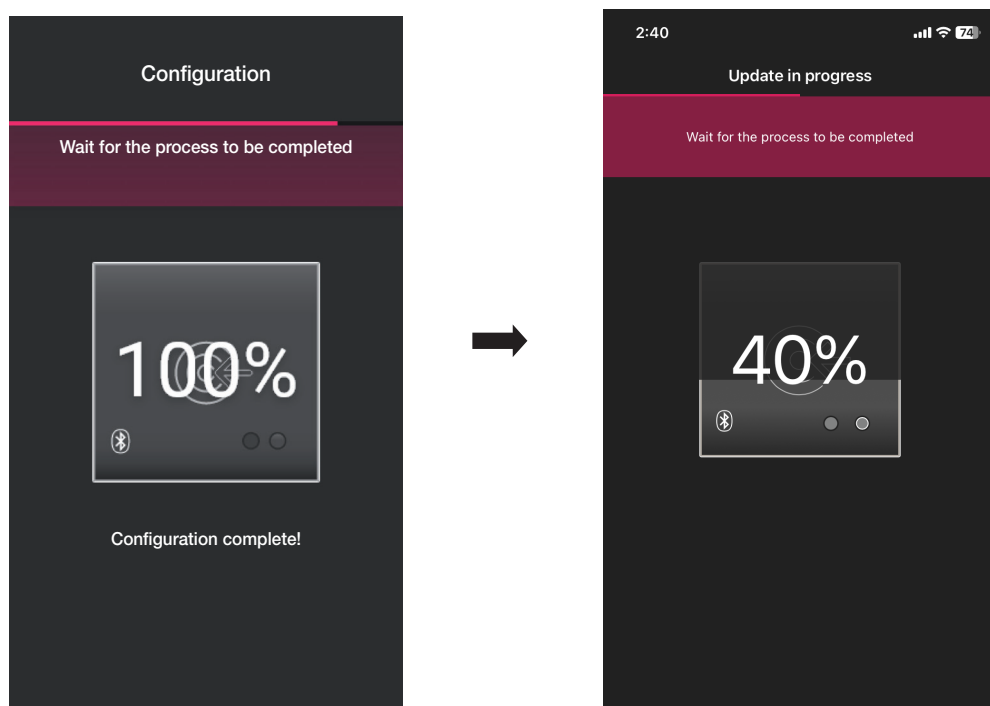 Configuration
Wait for the process to be completed
100%
Configuration complete!
2:40
74
Update in progress
Wait for the process to be completed
40%